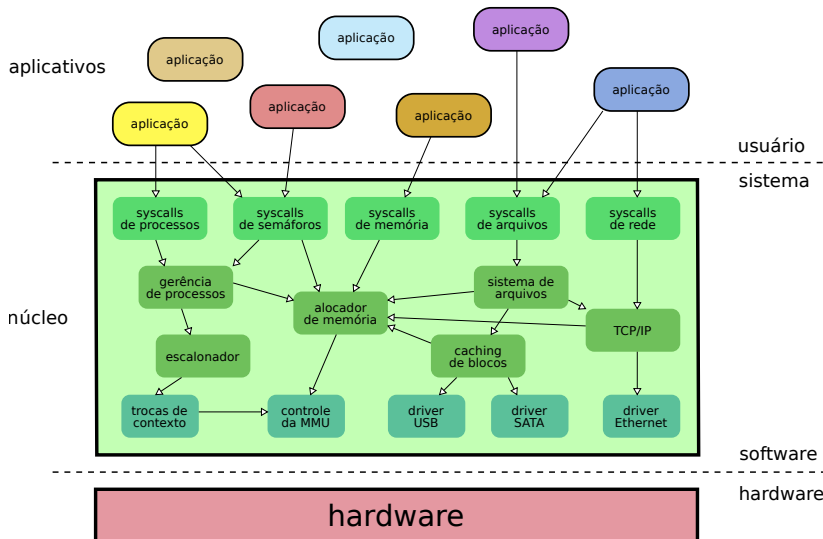 aplicação
aplicação
aplicação
aplicativos
aplicação
aplicação
aplicação
aplicação
usuário
sistema
syscalls
de processos
syscalls
de semáforos
syscalls
de memória
syscalls
de arquivos
syscalls
de rede
gerência
de processos
sistema de
arquivos
núcleo
alocador
de memória
TCP/IP
escalonador
caching
de blocos
trocas de
contexto
controle
da MMU
driver
USB
driver
SATA
driver
Ethernet
software
hardware
hardware